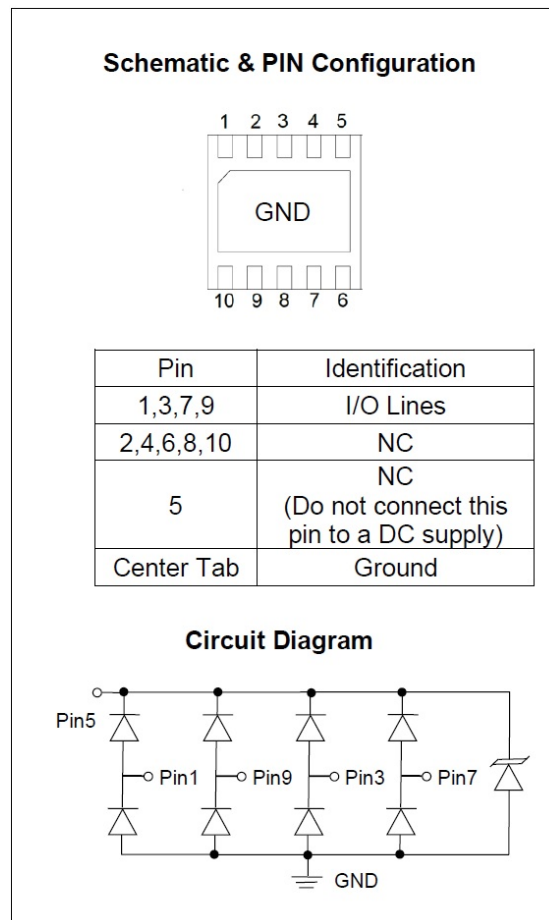 Schematic & PIN Configuration
1 2 3 4 5
GND
10 9 8 7 6
Pin Identification
1,3,7,9 I/O Lines
2,4,6,8,10 NC
5 NC
(Do not connect this
pin to a DC supply)
Center Tab Ground
Circuit Diagram
Pin5
Pin1 Pin9 Pin3 Pin7
GND